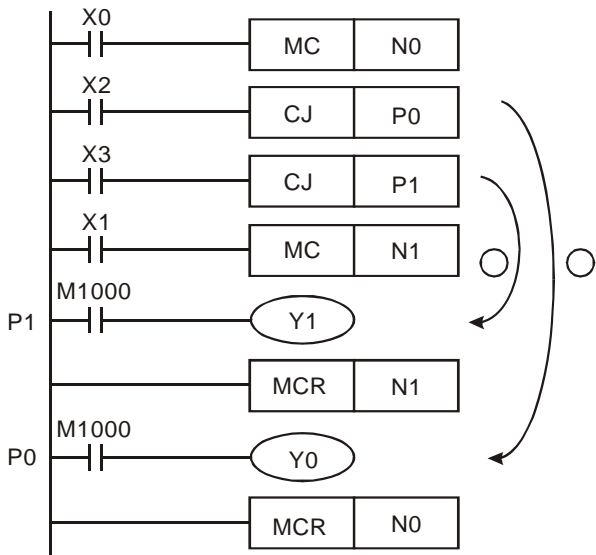 X0
MC N0
X2
CJ P0
X3
CJ P1
X1
MC N1
M1000
P1 Y1
MCR N1
M1000
P0 Y0
MCR N0